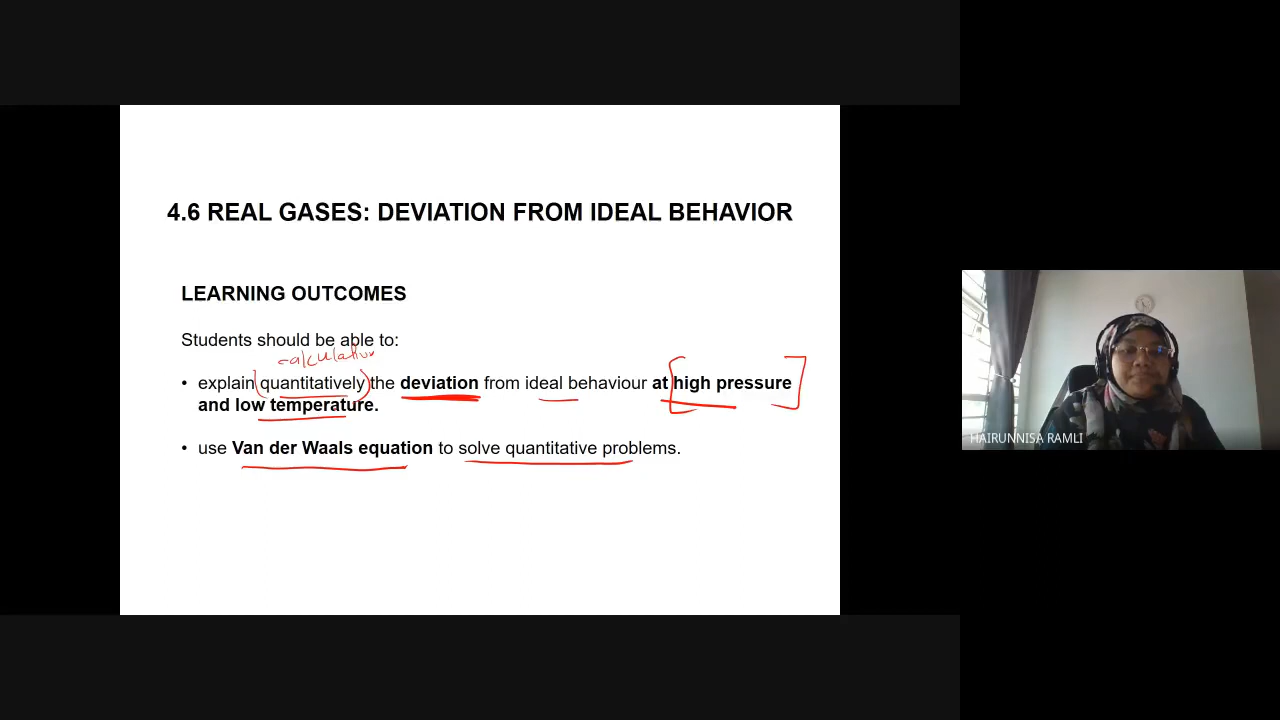 4.6 REAL GASES: DEVIATION FROM IDEAL BEHAVIOR
LEARNING OUTCOMES
Students should be able to:
calculation
• explain (quantitatively) the deviation from ideal behaviour at [high pressure]
and low temperature.
• use Van der Waals equation to solve quantitative problems.
HAIRUNNISA RAMLI